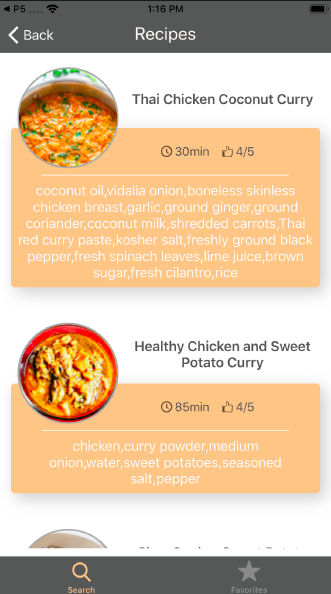 P5
1:16 PM
Back
Recipes
Thai Chicken Coconut Curry
30min
4/5
coconut oil,vidalia onion,boneless skinless
chicken breast,garlic,ground ginger,ground
coriander,coconut milk,shredded carrots,Thai
red curry paste,kosher salt,freshly ground black
pepper,fresh spinach leaves,lime juice,brown
sugar,fresh cilantro,rice
Healthy Chicken and Sweet
Potato Curry
85min
4/5
chicken,curry powder,medium
onion,water,sweet potatoes,seasoned
salt,pepper
Search
Favorites